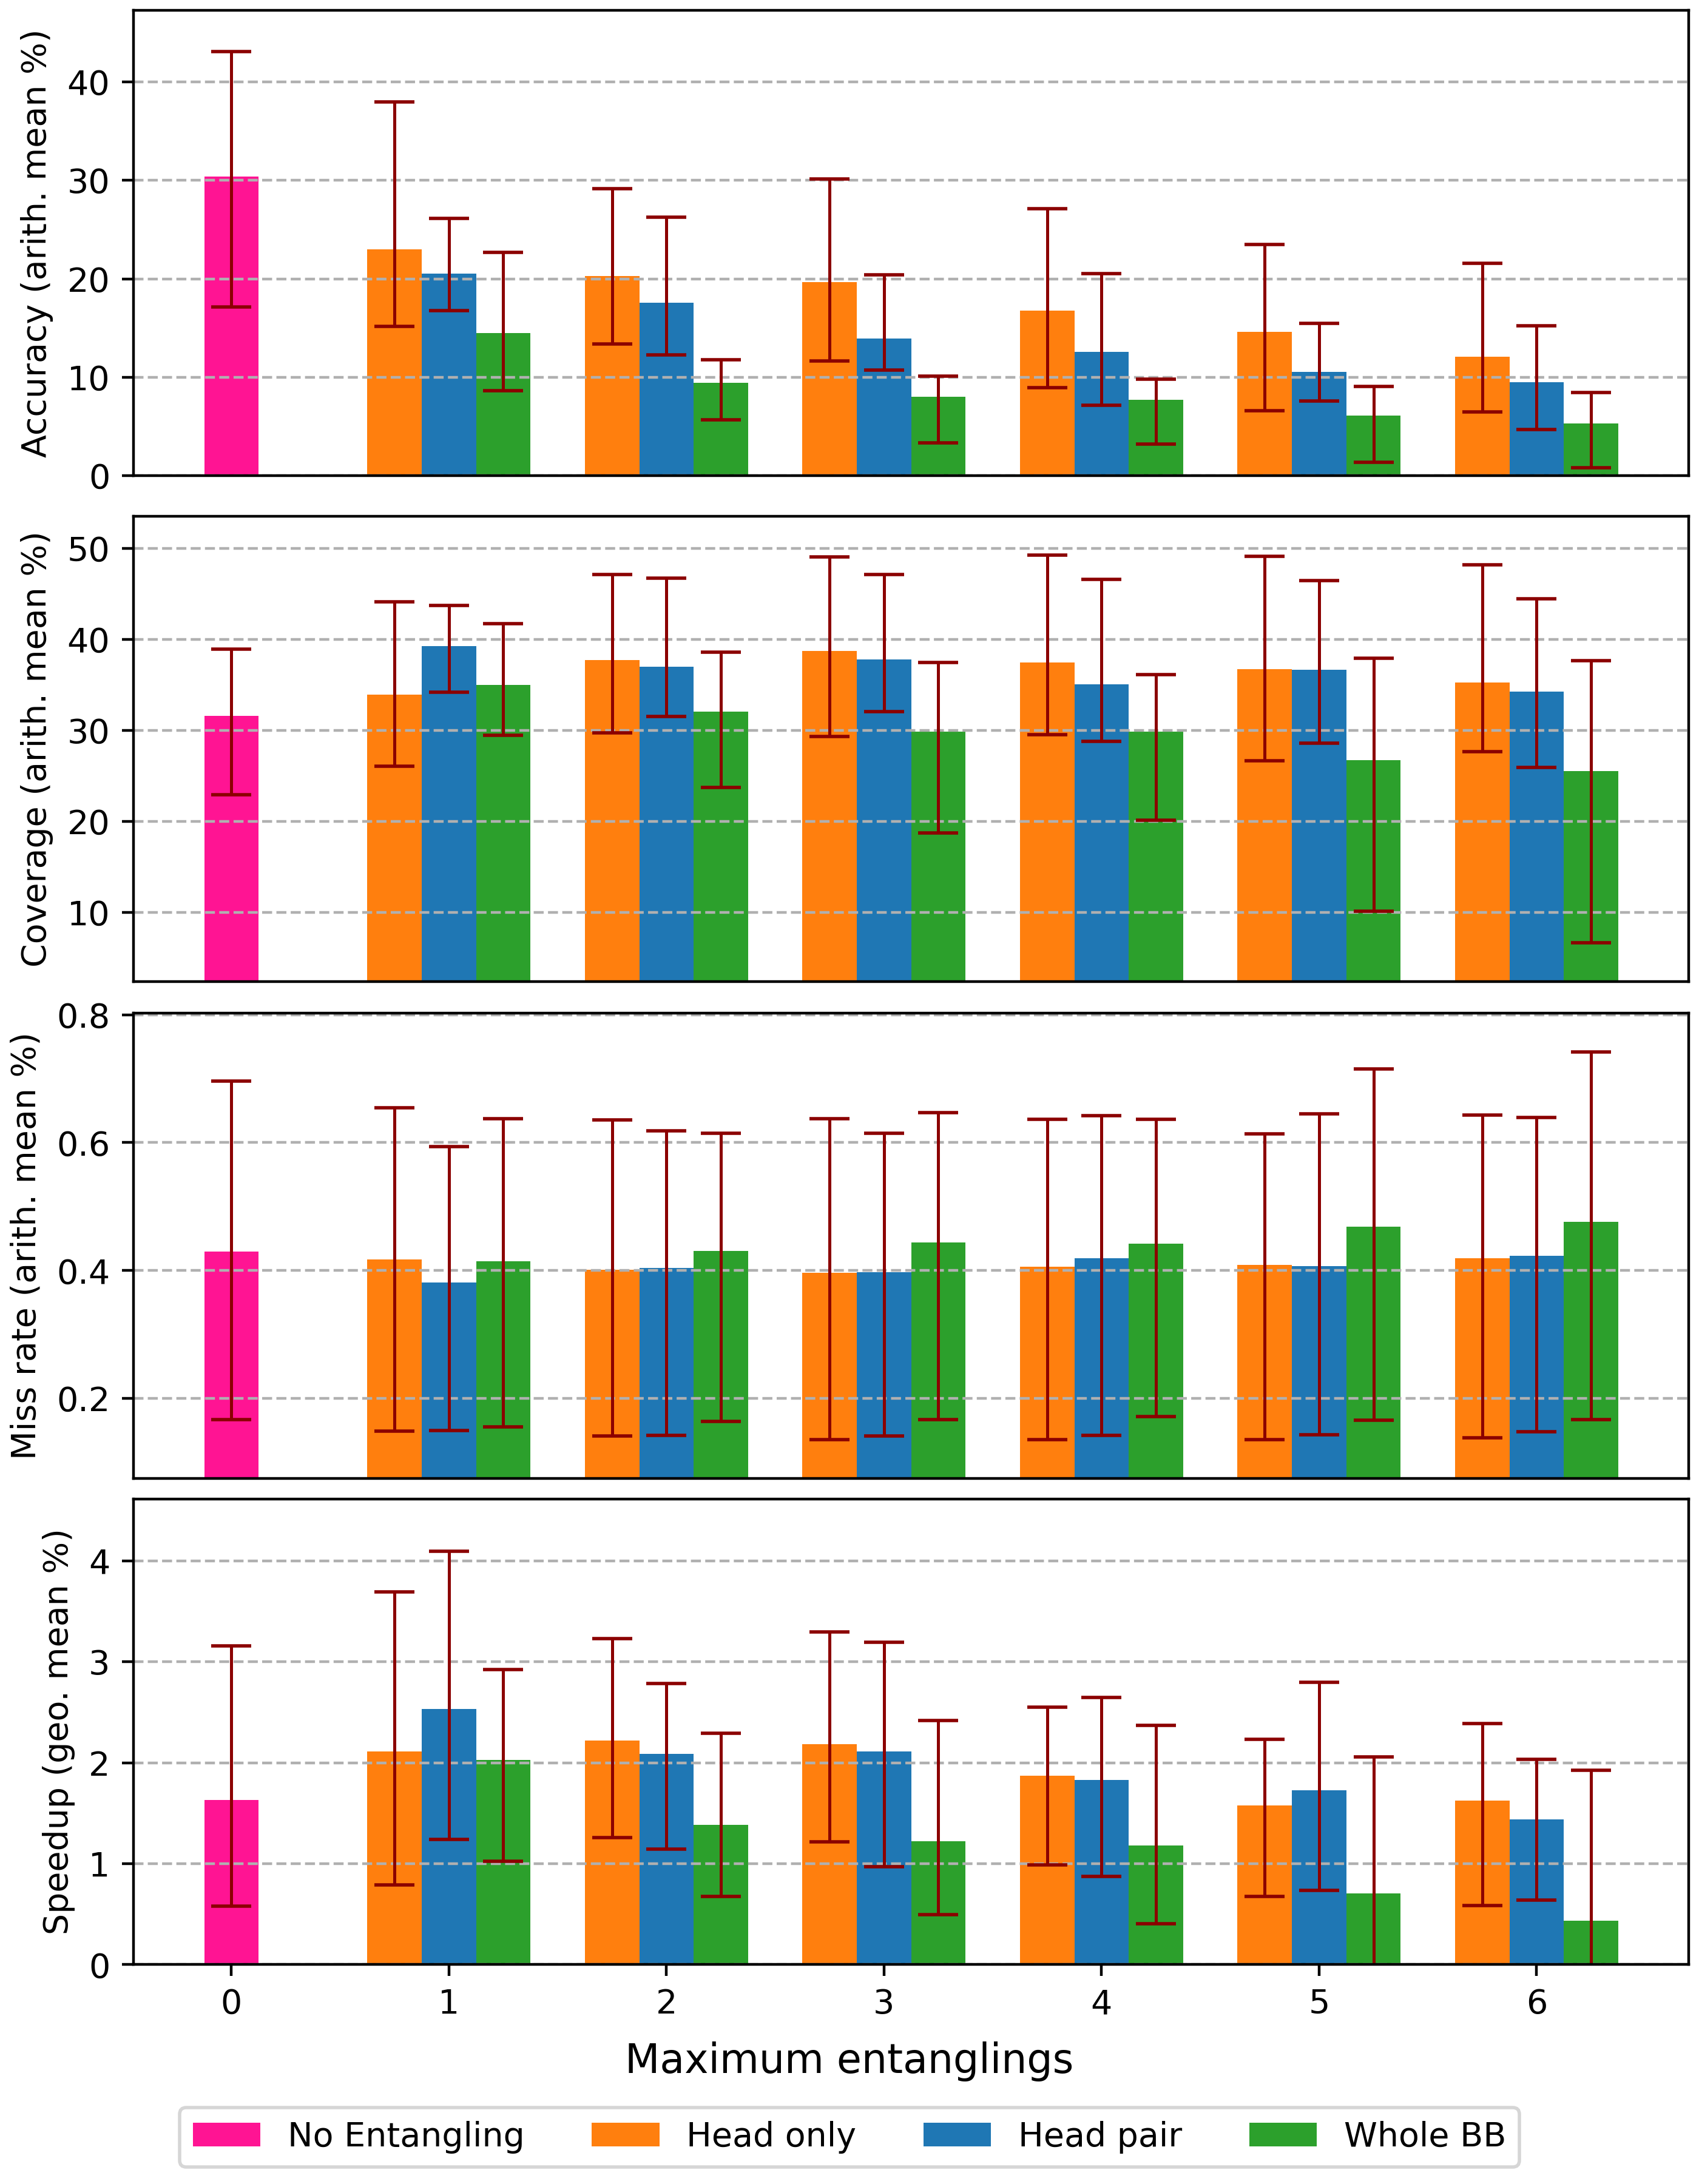 Accuracy (arith. mean %)
40
30
20
10
0
Coverage (arith. mean %)
50
40
30
20
10
Miss rate (arith. mean %)
0.8
0.6
0.4
0.2
Speedup (geo. mean %)
4
3
2
1
0
0 1 2 3 4 5 6
Maximum entanglings
No Entangling Head only Head pair Whole BB